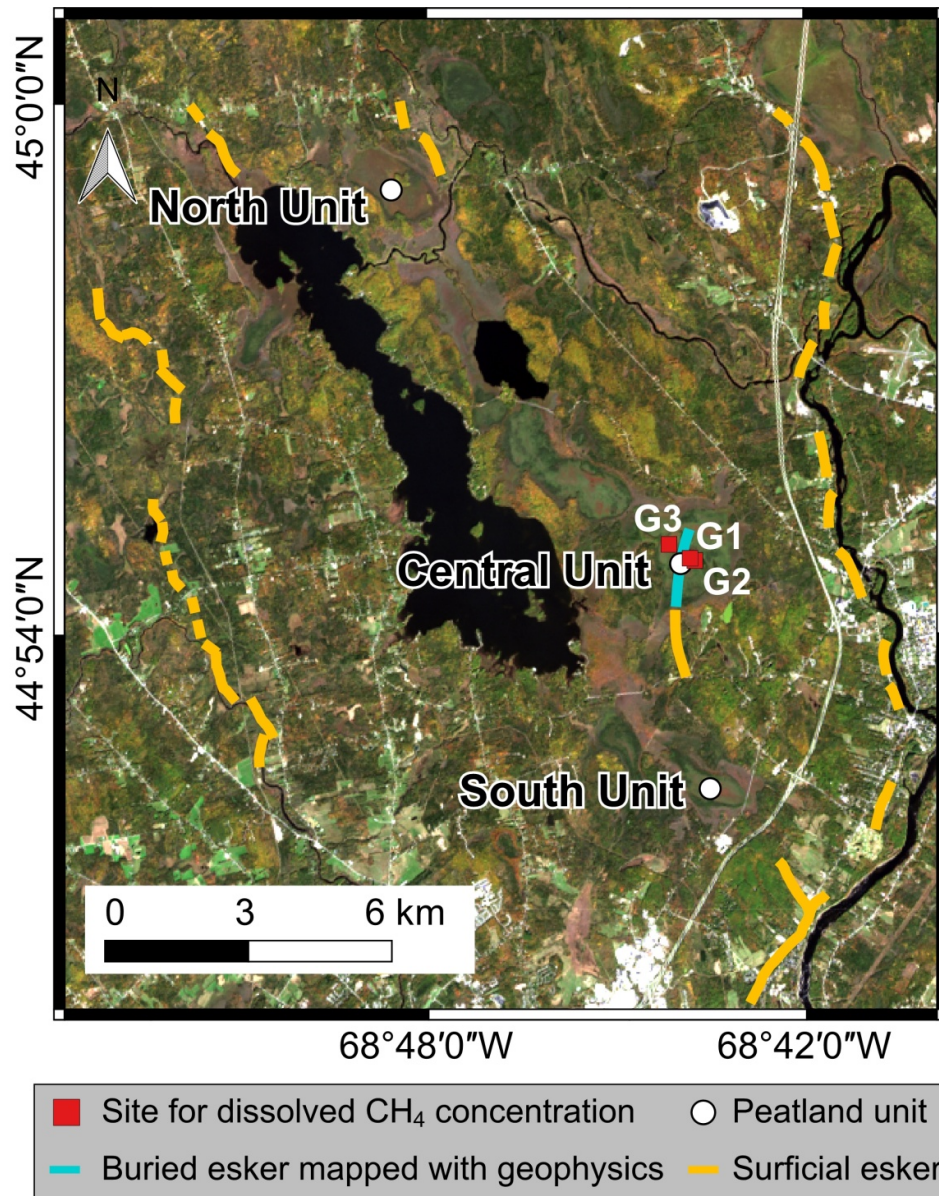 45°0′0″N
N
North Unit
G3
G1
Central Unit
G2
44°54′0″N
South Unit
0 3 6 km
68°48′0″W 68°42′0″W
Site for dissolved CH₄ concentration Peatland unit
Buried esker mapped with geophysics Surficial esker